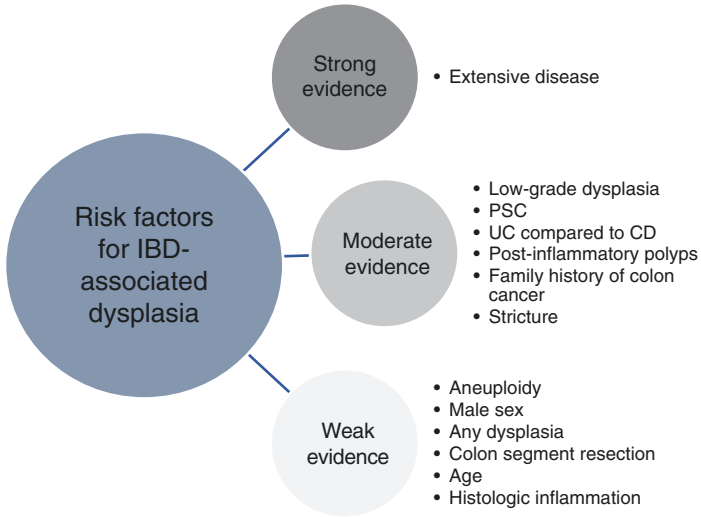 Strong
evidence
• Extensive disease
Risk factors
for IBD-
associated
dysplasia
Moderate
evidence
• Low-grade dysplasia
• PSC
• UC compared to CD
• Post-inflammatory polyps
• Family history of colon
cancer
• Stricture
Weak
evidence
• Aneuploidy
• Male sex
• Any dysplasia
• Colon segment resection
• Age
• Histologic inflammation